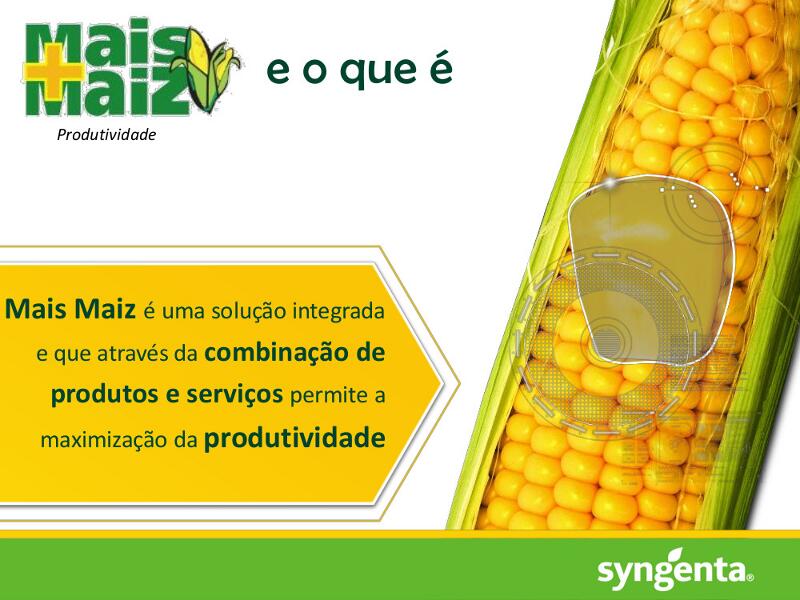 Mais
Maiz
Produtividade
e o que é
Mais Maiz é uma solução integrada
e que através da combinação de
produtos e serviços permite a
maximização da produtividade
syngenta®